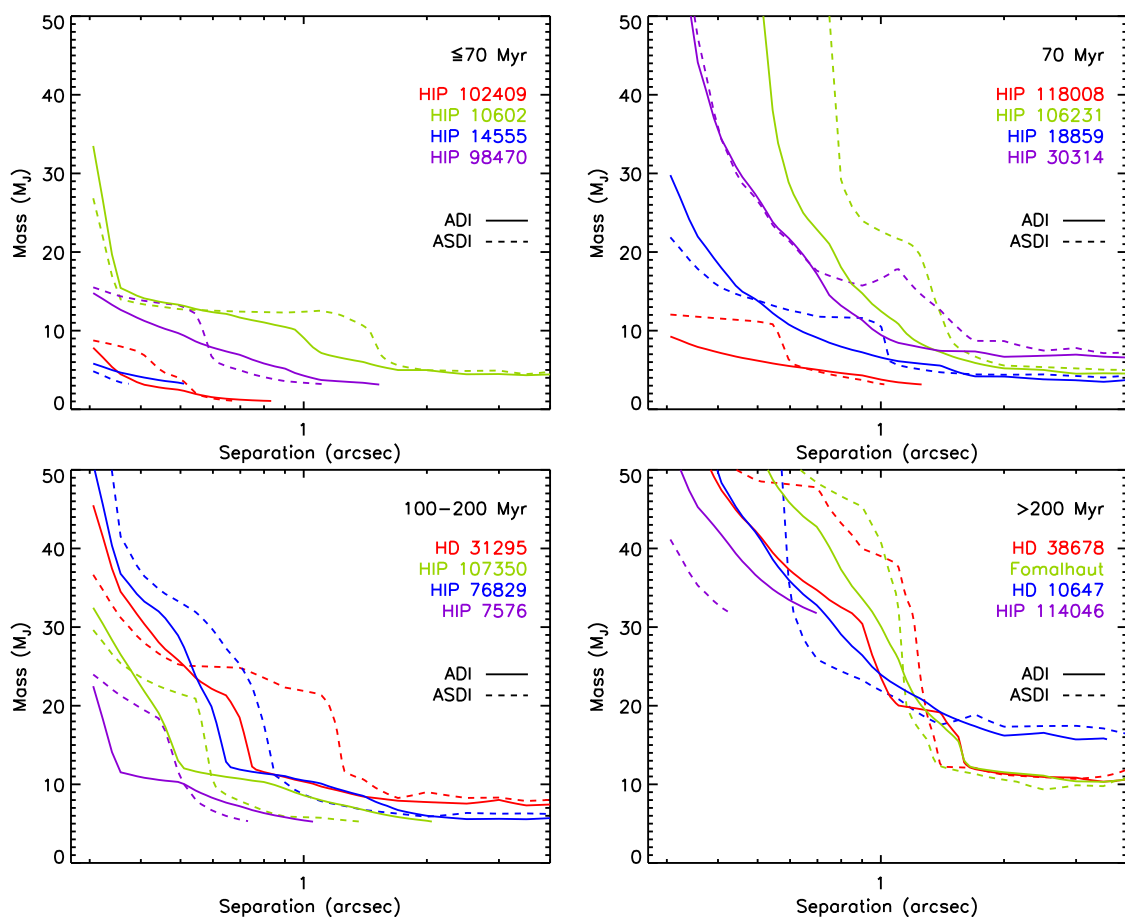 50
40
30
20
10
0
Mass (MJ)
≦70 Myr
HIP 102409
HIP 10602
HIP 14555
HIP 98470
ADI
ASDI
1
Separation (arcsec)
50
40
30
20
10
0
Mass (MJ)
70 Myr
HIP 118008
HIP 106231
HIP 18859
HIP 30314
ADI
ASDI
1
Separation (arcsec)
50
40
30
20
10
0
Mass (MJ)
100-200 Myr
HD 31295
HIP 107350
HIP 76829
HIP 7576
ADI
ASDI
1
Separation (arcsec)
50
40
30
20
10
0
Mass (MJ)
>200 Myr
HD 38678
Fomalhaut
HD 10647
HIP 114046
ADI
ASDI
1
Separation (arcsec)